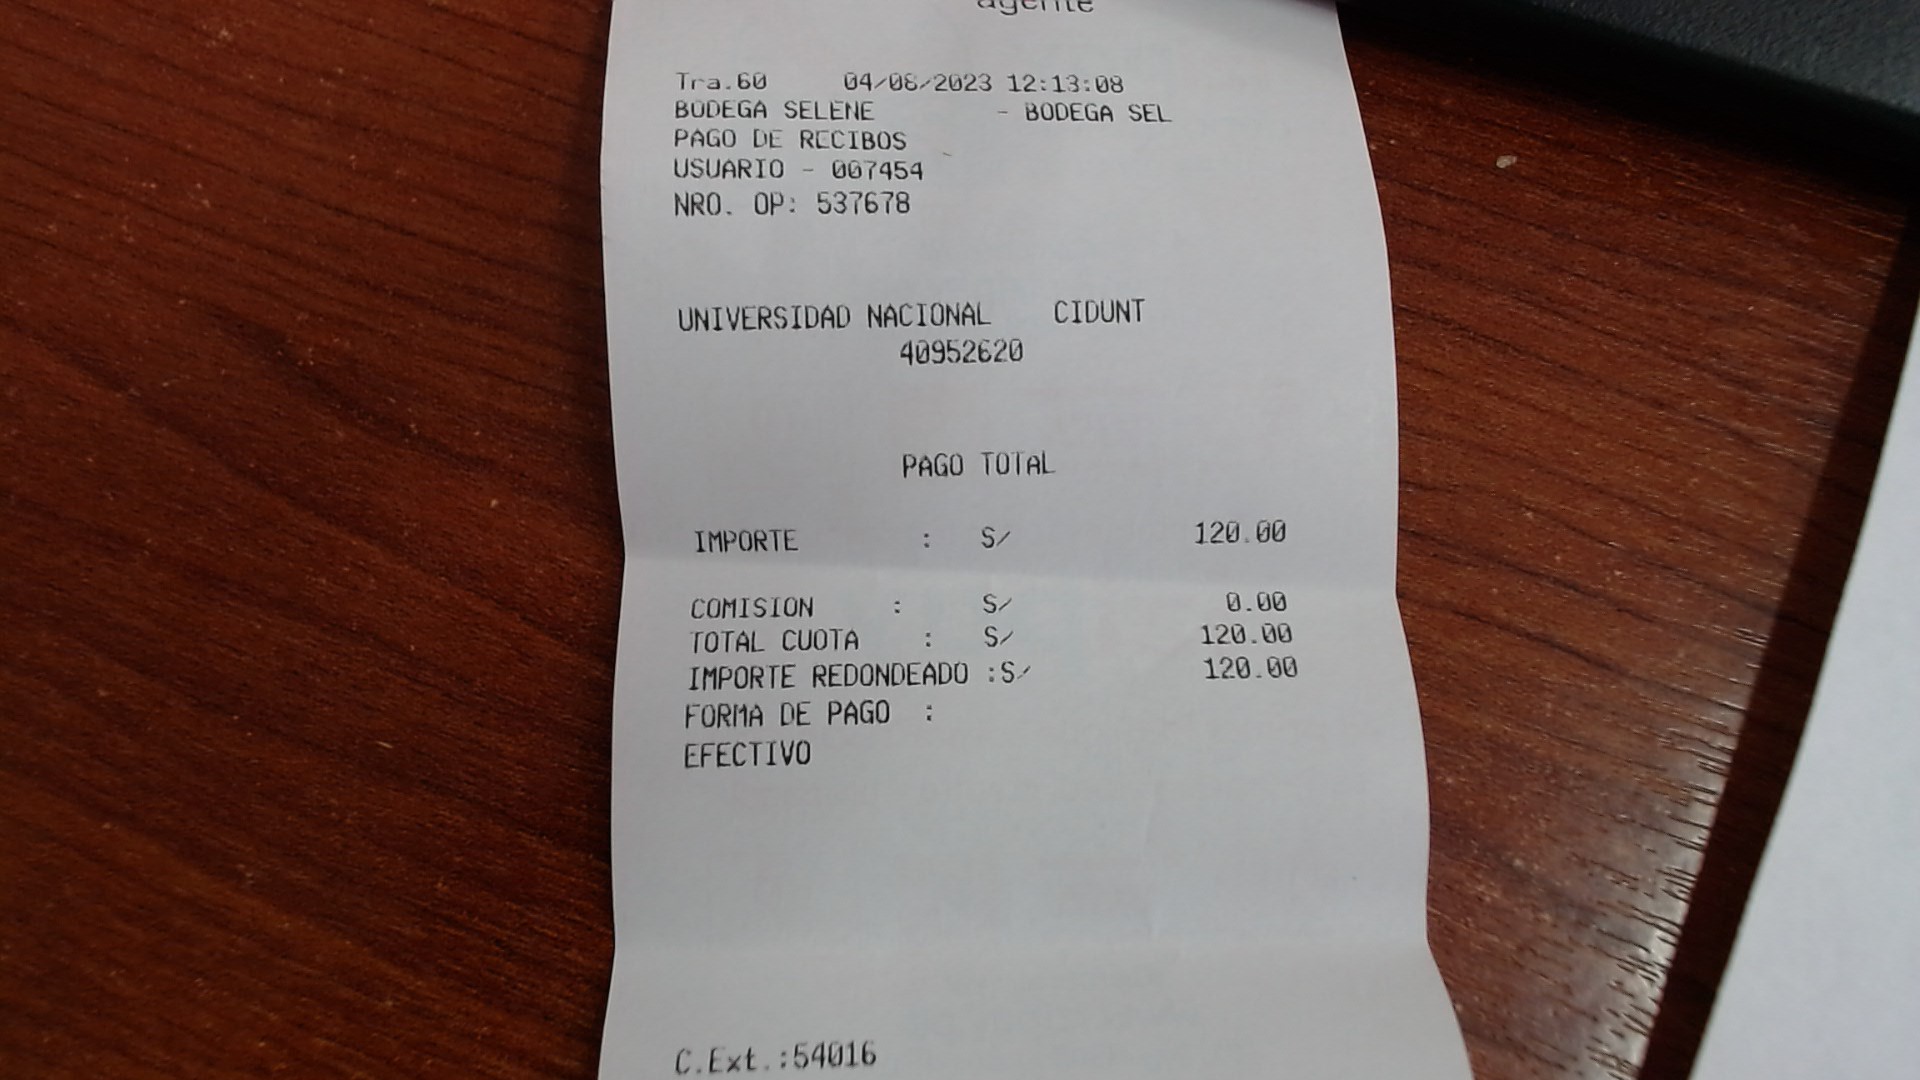 agente
Tra.60 04/08/2023 12:13:08
BODEGA SELENE - BODEGA SEL
PAGO DE RECIBOS
USUARIO - 007454
NRO. OP: 537678
UNIVERSIDAD NACIONAL CIDUNT
40952620
PAGO TOTAL
IMPORTE : S/ 120.00
COMISION : S/ 0.00
TOTAL CUOTA : S/ 120.00
IMPORTE REDONDEADO :S/ 120.00
FORMA DE PAGO :
EFECTIVO
C.Ext.:54016